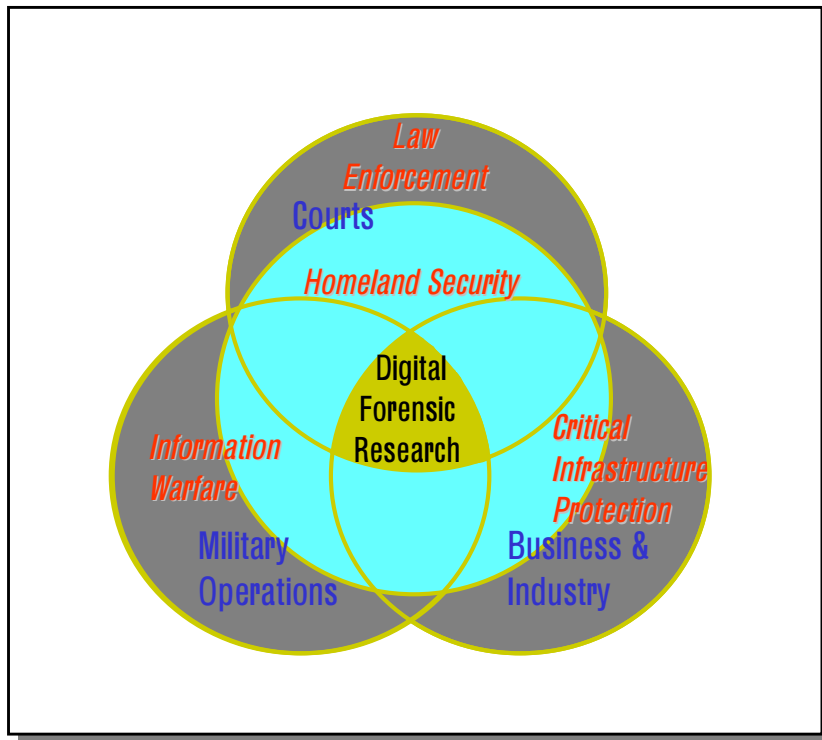 Law
Enforcement
Courts
Homeland Security
Digital
Forensic
Research
Information
Warfare
Critical
Infrastructure
Protection
Military
Operations
Business &
Industry